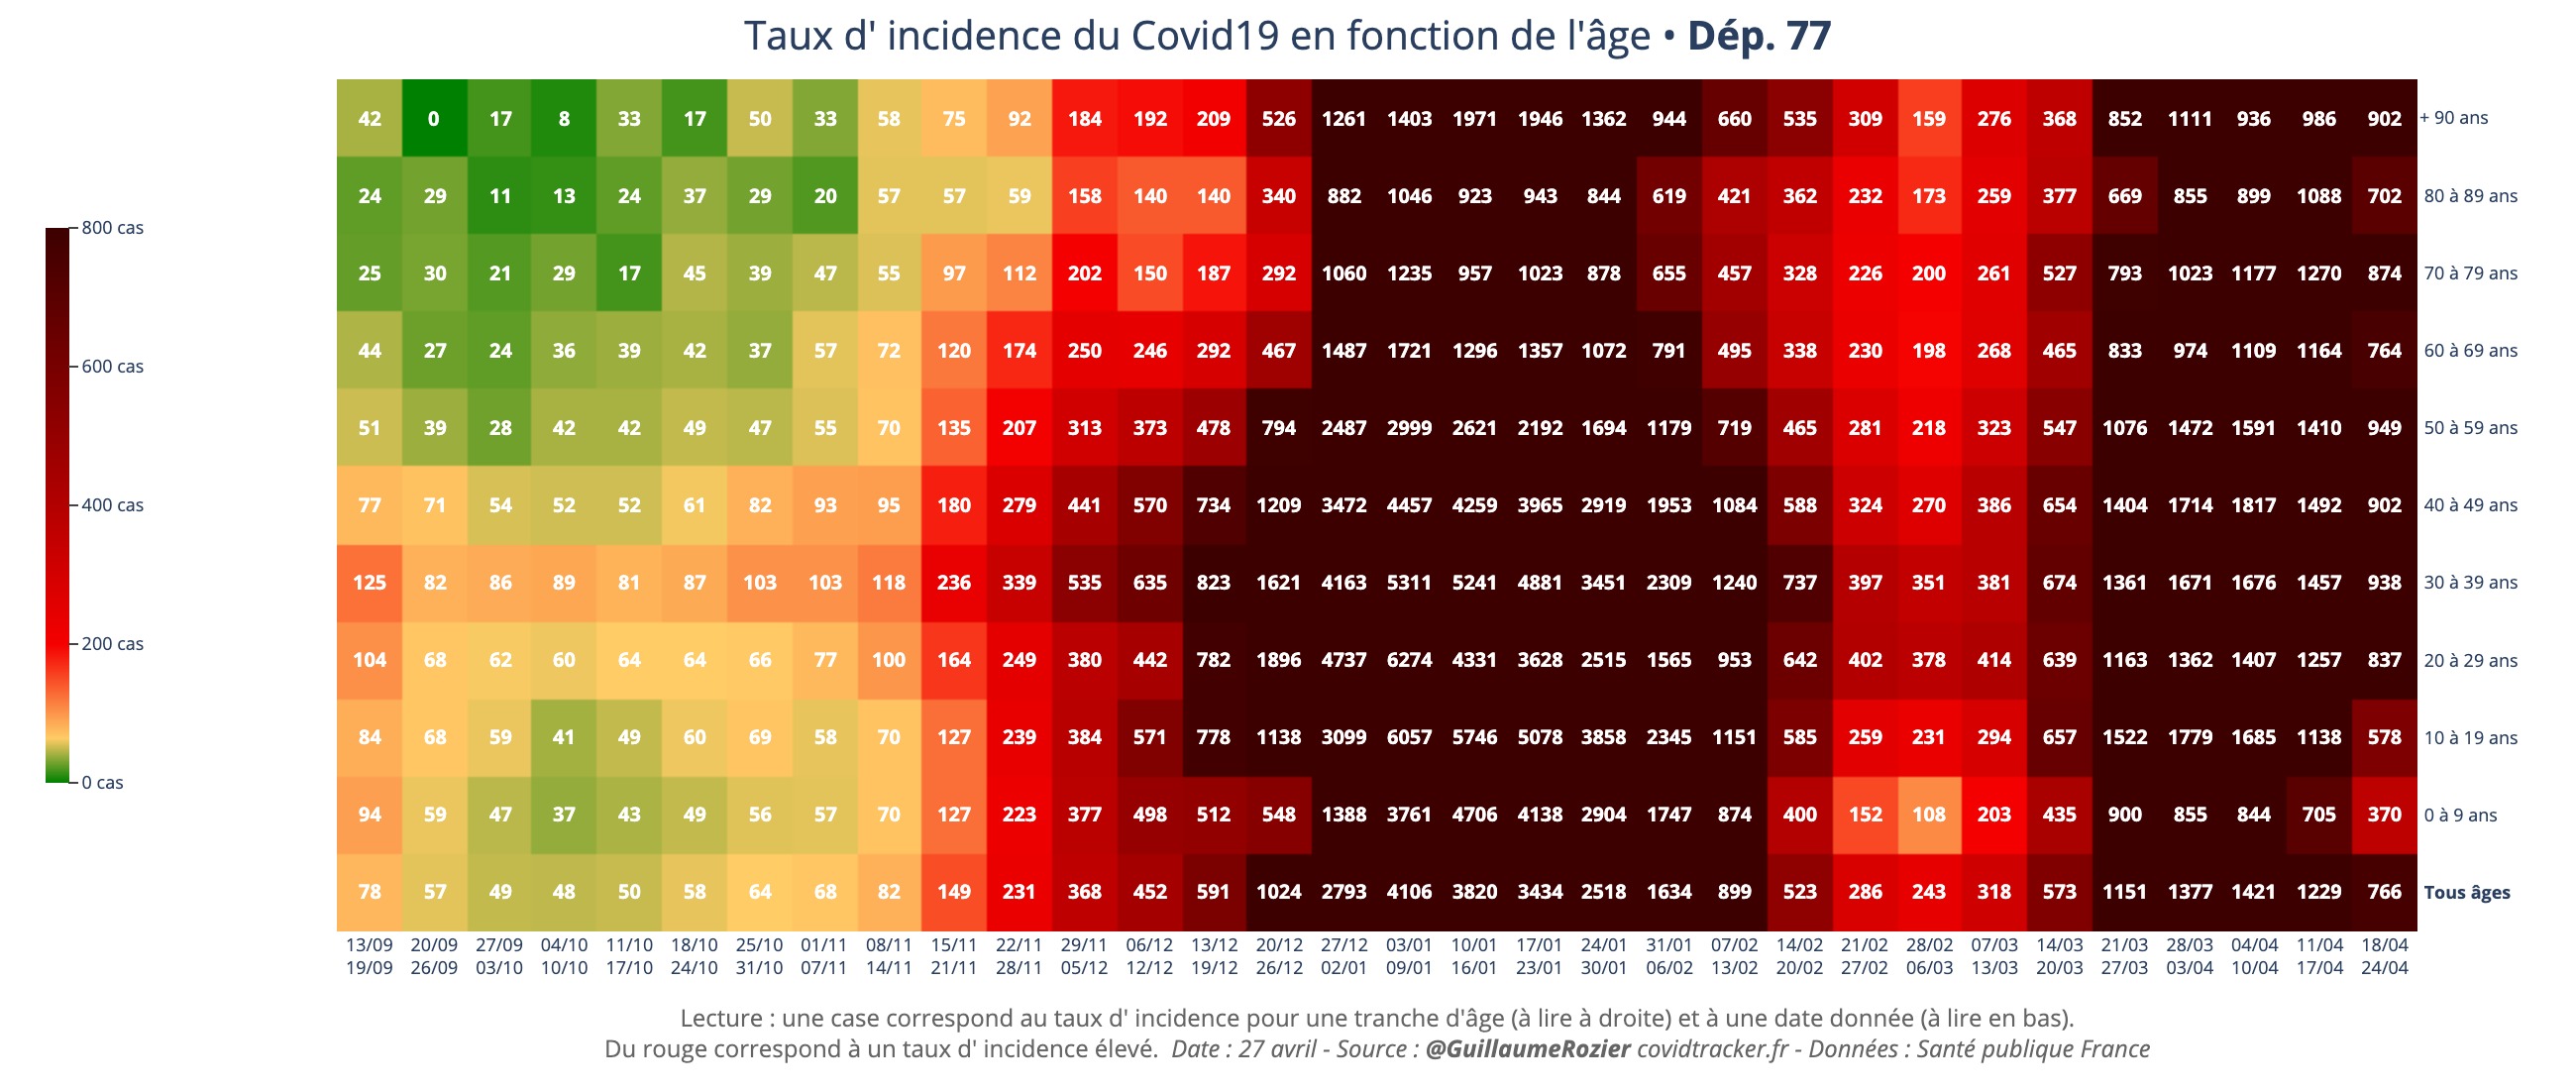 Taux d' incidence du Covid19 en fonction de l'âge • Dép. 77
42 0 17 8 33 17 50 33 58 75 92 184 192 209 526 1261 1403 1971 1946 1362 944 660 535 309 159 276 368 852 1111 936 986 902 + 90 ans
24 29 11 13 24 37 29 20 57 57 59 158 140 140 340 882 1046 923 943 844 619 421 362 232 173 259 377 669 855 899 1088 702 80 à 89 ans
800 cas
25 30 21 29 17 45 39 47 55 97 112 202 150 187 292 1060 1235 957 1023 878 655 457 328 226 200 261 527 793 1023 1177 1270 874 70 à 79 ans
44 27 24 36 39 42 37 57 72 120 174 250 246 292 467 1487 1721 1296 1357 1072 791 495 338 230 198 268 465 833 974 1109 1164 764 60 à 69 ans
600 cas
51 39 28 42 42 49 47 55 70 135 207 313 373 478 794 2487 2999 2621 2192 1694 1179 719 465 281 218 323 547 1076 1472 1591 1410 949 50 à 59 ans
400 cas
77 71 54 52 52 61 82 93 95 180 279 441 570 734 1209 3472 4457 4259 3965 2919 1953 1084 588 324 270 386 654 1404 1714 1817 1492 902 40 à 49 ans
125 82 86 89 81 87 103 103 118 236 339 535 635 823 1621 4163 5311 5241 4881 3451 2309 1240 737 397 351 381 674 1361 1671 1676 1457 938 30 à 39 ans
200 cas
104 68 62 60 64 64 66 77 100 164 249 380 442 782 1896 4737 6274 4331 3628 2515 1565 953 642 402 378 414 639 1163 1362 1407 1257 837 20 à 29 ans
84 68 59 41 49 60 69 58 70 127 239 384 571 778 1138 3099 6057 5746 5078 3858 2345 1151 585 259 231 294 657 1522 1779 1685 1138 578 10 à 19 ans
0 cas
94 59 47 37 43 49 56 57 70 127 223 377 498 512 548 1388 3761 4706 4138 2904 1747 874 400 152 108 203 435 900 855 844 705 370 0 à 9 ans
78 57 49 48 50 58 64 68 82 149 231 368 452 591 1024 2793 4106 3820 3434 2518 1634 899 523 286 243 318 573 1151 1377 1421 1229 766 Tous âges
13/09 20/09 27/09 04/10 11/10 18/10 25/10 01/11 08/11 15/11 22/11 29/11 06/12 13/12 20/12 27/12 03/01 10/01 17/01 24/01 31/01 07/02 14/02 21/02 28/02 07/03 14/03 21/03 28/03 04/04 11/04 18/04
19/09 26/09 03/10 10/10 17/10 24/10 31/10 07/11 14/11 21/11 28/11 05/12 12/12 19/12 26/12 02/01 09/01 16/01 23/01 30/01 06/02 13/02 20/02 27/02 06/03 13/03 20/03 27/03 03/04 10/04 17/04 24/04
Lecture : une case correspond au taux d' incidence pour une tranche d'âge (à lire à droite) et à une date donnée (à lire en bas).
Du rouge correspond à un taux d' incidence élevé. Date : 27 avril - Source : @GuillaumeRozier covidtracker.fr - Données : Santé publique France